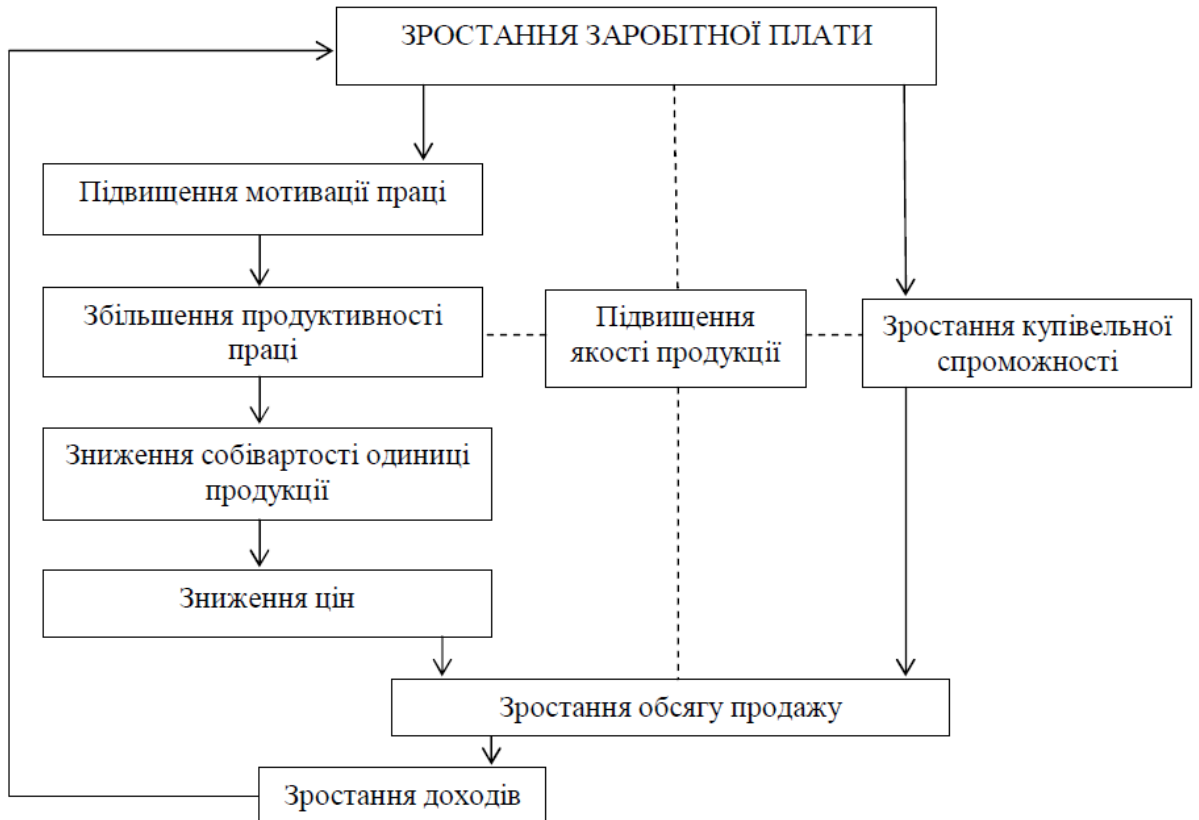 ЗРОСТАННЯ ЗАРОБІТНОЇ ПЛАТИ
Підвищення мотивації праці
Збільшення продуктивності
праці
Підвищення
якості продукції
Зростання купівельної
спроможності
Зниження собівартості одиниці
продукції
Зниження цін
Зростання обсягу продажу
Зростання доходів